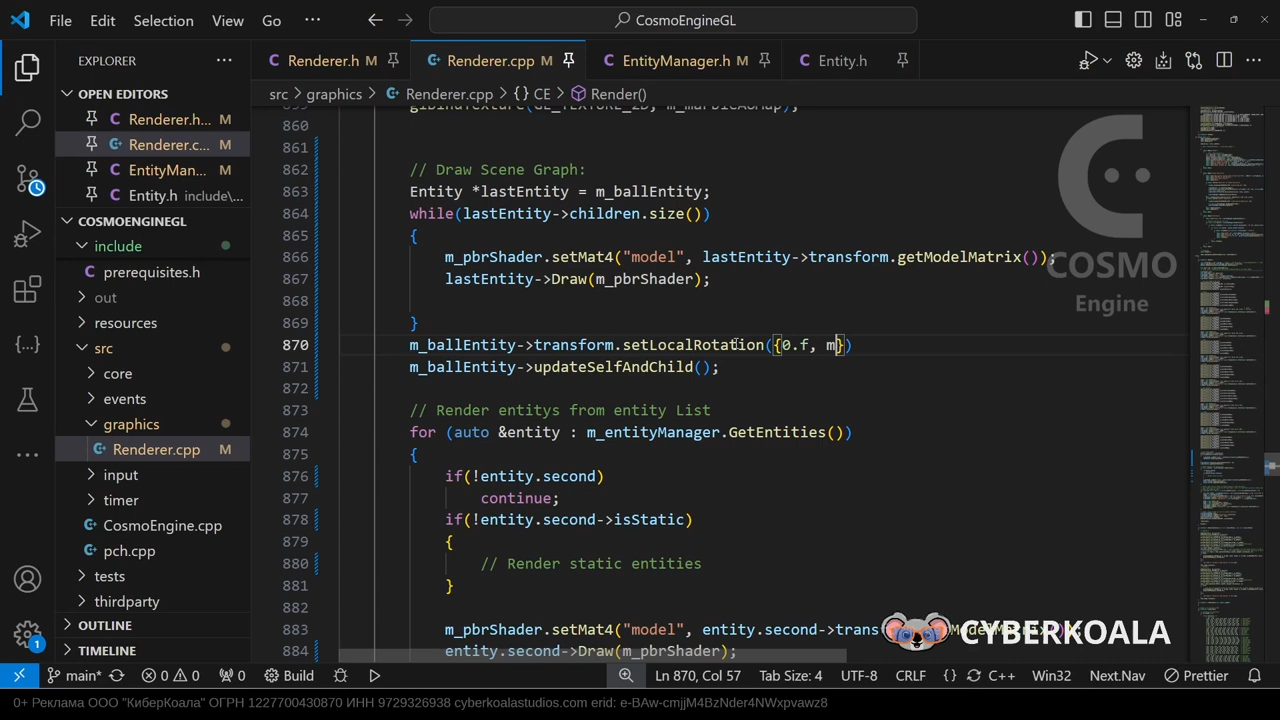 File Edit Selection View Go ··· CosmoEngineGL
EXPLORER ···
OPEN EDITORS
Renderer.h... M
Renderer.c... M
EntityMan... M
Entity.h include\...
COSMOENGINEGL
include
prerequisites.h
out
resources
src
core
events
graphics
Renderer.cpp M
input
timer
CosmoEngine.cpp
pch.cpp
tests
thirdparty
OUTLINE
TIMELINE
Renderer.h M Renderer.cpp M EntityManager.h M Entity.h
src > graphics > Renderer.cpp > {} CE > Render()
860
861
862 // Draw Scene Graph:
863 Entity *lastEntity = m_ballEntity;
864 while(lastEntity->children.size())
865 {
866 m_pbrShader.setMat4("model", lastEntity->transform.getModelMatrix());
867 lastEntity->Draw(m_pbrShader);
868
869 }
870 m_ballEntity->transform.setLocalRotation({0.f, m})
871 m_ballEntity->updateSelfAndChild();
872
873 // Render entitys from entity List
874 for (auto &entity : m_entityManager.GetEntities())
875 {
876 if(!entity.second)
877 continue;
878 if(!entity.second->isStatic)
879 {
880 // Render static entities
881 }
882
883 m_pbrShader.setMat4("model", entity.second->trans
884 entity.second->Draw(m_pbrShader);
COSMO
Engine
CYBERKOALA
main* 0 0 0 Build Ln 870, Col 57 Tab Size: 4 UTF-8 CRLF {} C++ Win32 Next.Nav Prettier
0+ Реклама ООО "КиберКоала" ОГРН 1227700430870 ИНН 9729326938 cyberkoalastudios.com erid: e-BAw-cmjjM4BzNder4NWxpvawz8